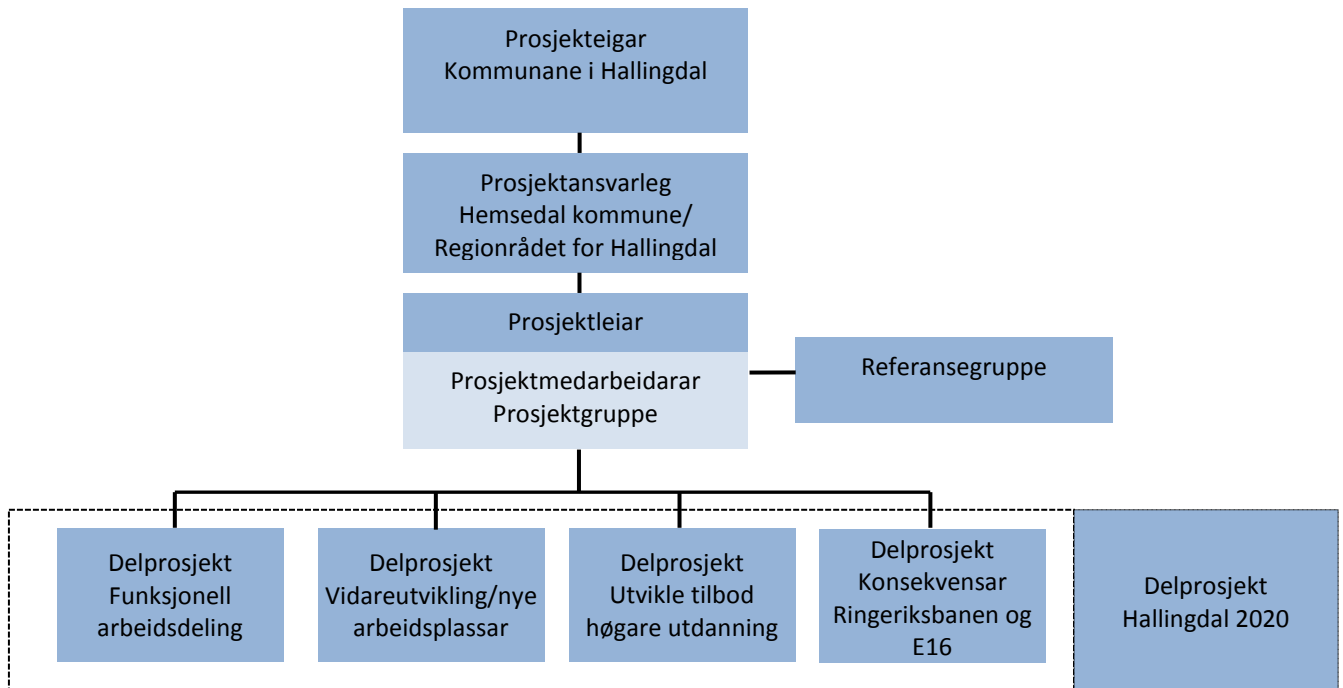 Prosjekteigar
Kommunane i Hallingdal
Prosjektansvarleg
Hemsedal kommune/
Regionrådet for Hallingdal
Prosjektleiar
Prosjektmedarbeidarar
Prosjektgruppe
Referansegruppe
Delprosjekt
Funksjonell
arbeidsdeling
Delprosjekt
Vidareutvikling/nye
arbeidsplassar
Delprosjekt
Utvikle tilbod
høgare utdanning
Delprosjekt
Konsekvensar
Ringeriksbanen og
E16
Delprosjekt
Hallingdal 2020